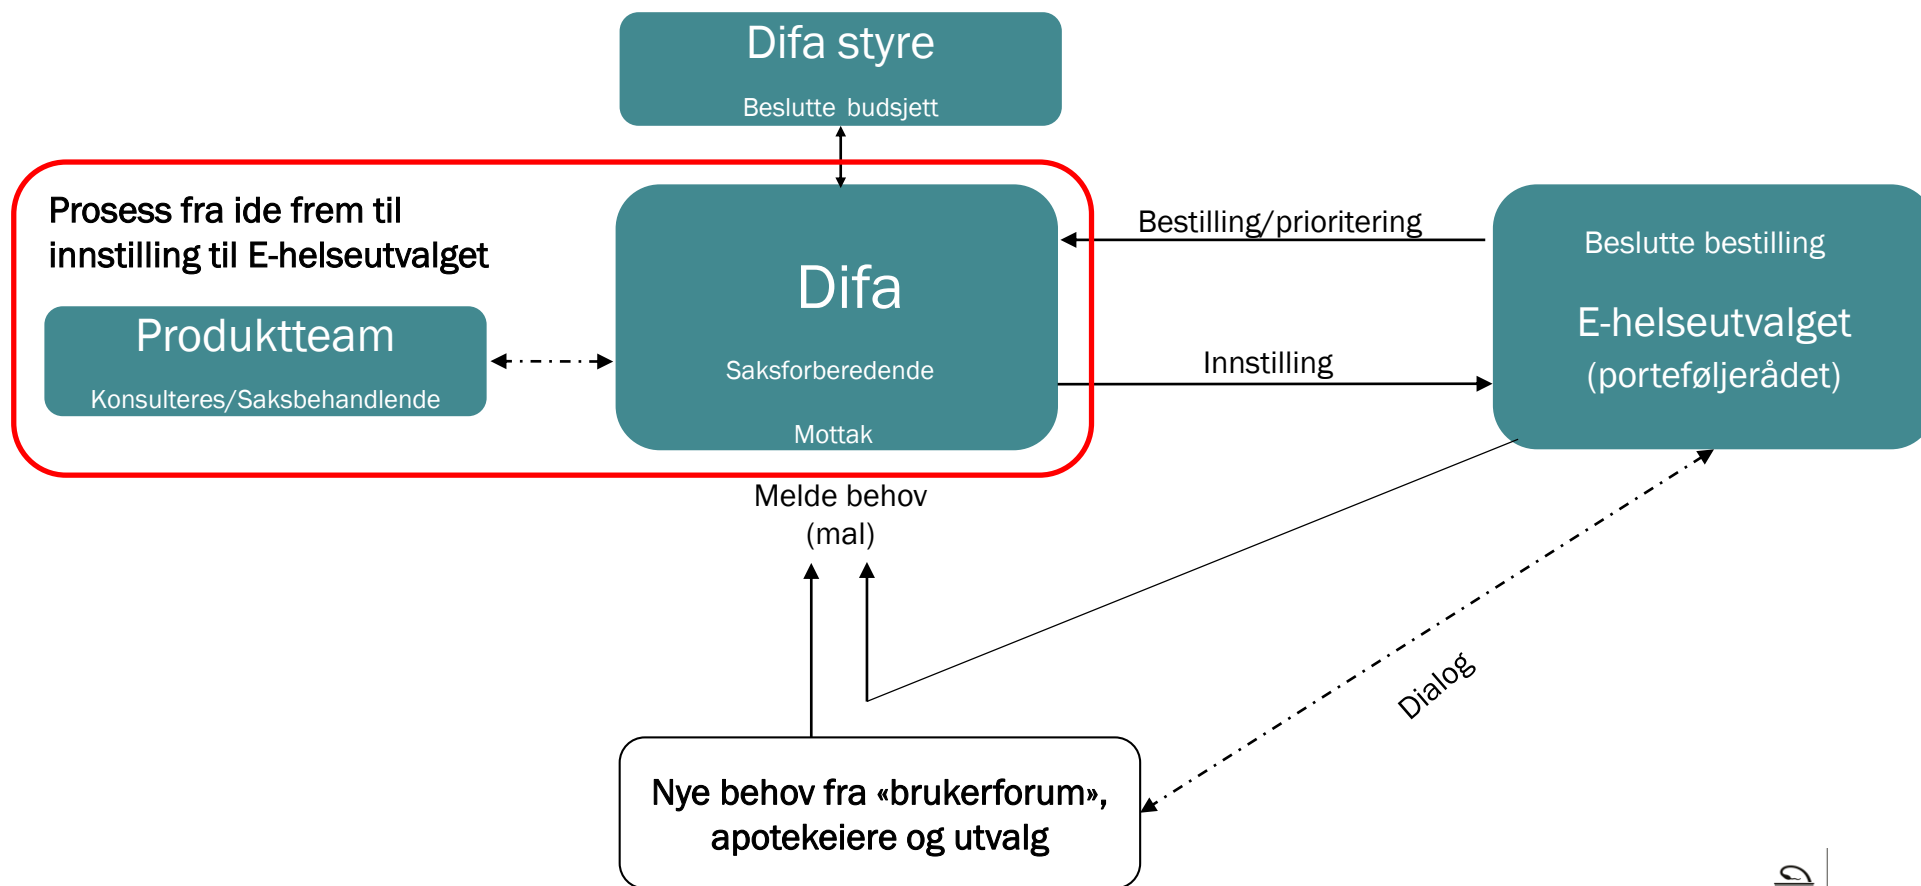 Difa styre
Beslutte budsjett
Prosess fra ide frem til
innstilling til E-helseutvalget
Produktteam
Konsulteres/Saksbehandlende
Difa
Saksforberedende
Mottak
Bestilling/prioritering
Innstilling
Beslutte bestilling
E-helseutvalget
(porteføljerådet)
Melde behov
(mal)
Dialog
Nye behov fra «brukerforum»,
apotekeiere og utvalg